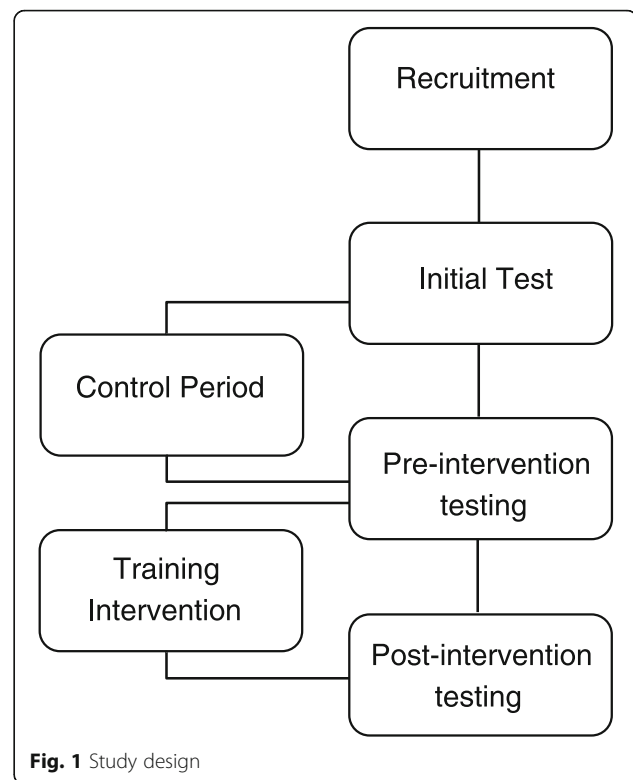 Recruitment
Initial Test
Control Period
Pre-intervention
testing
Training
Intervention
Post-intervention
testing
Fig. 1 Study design